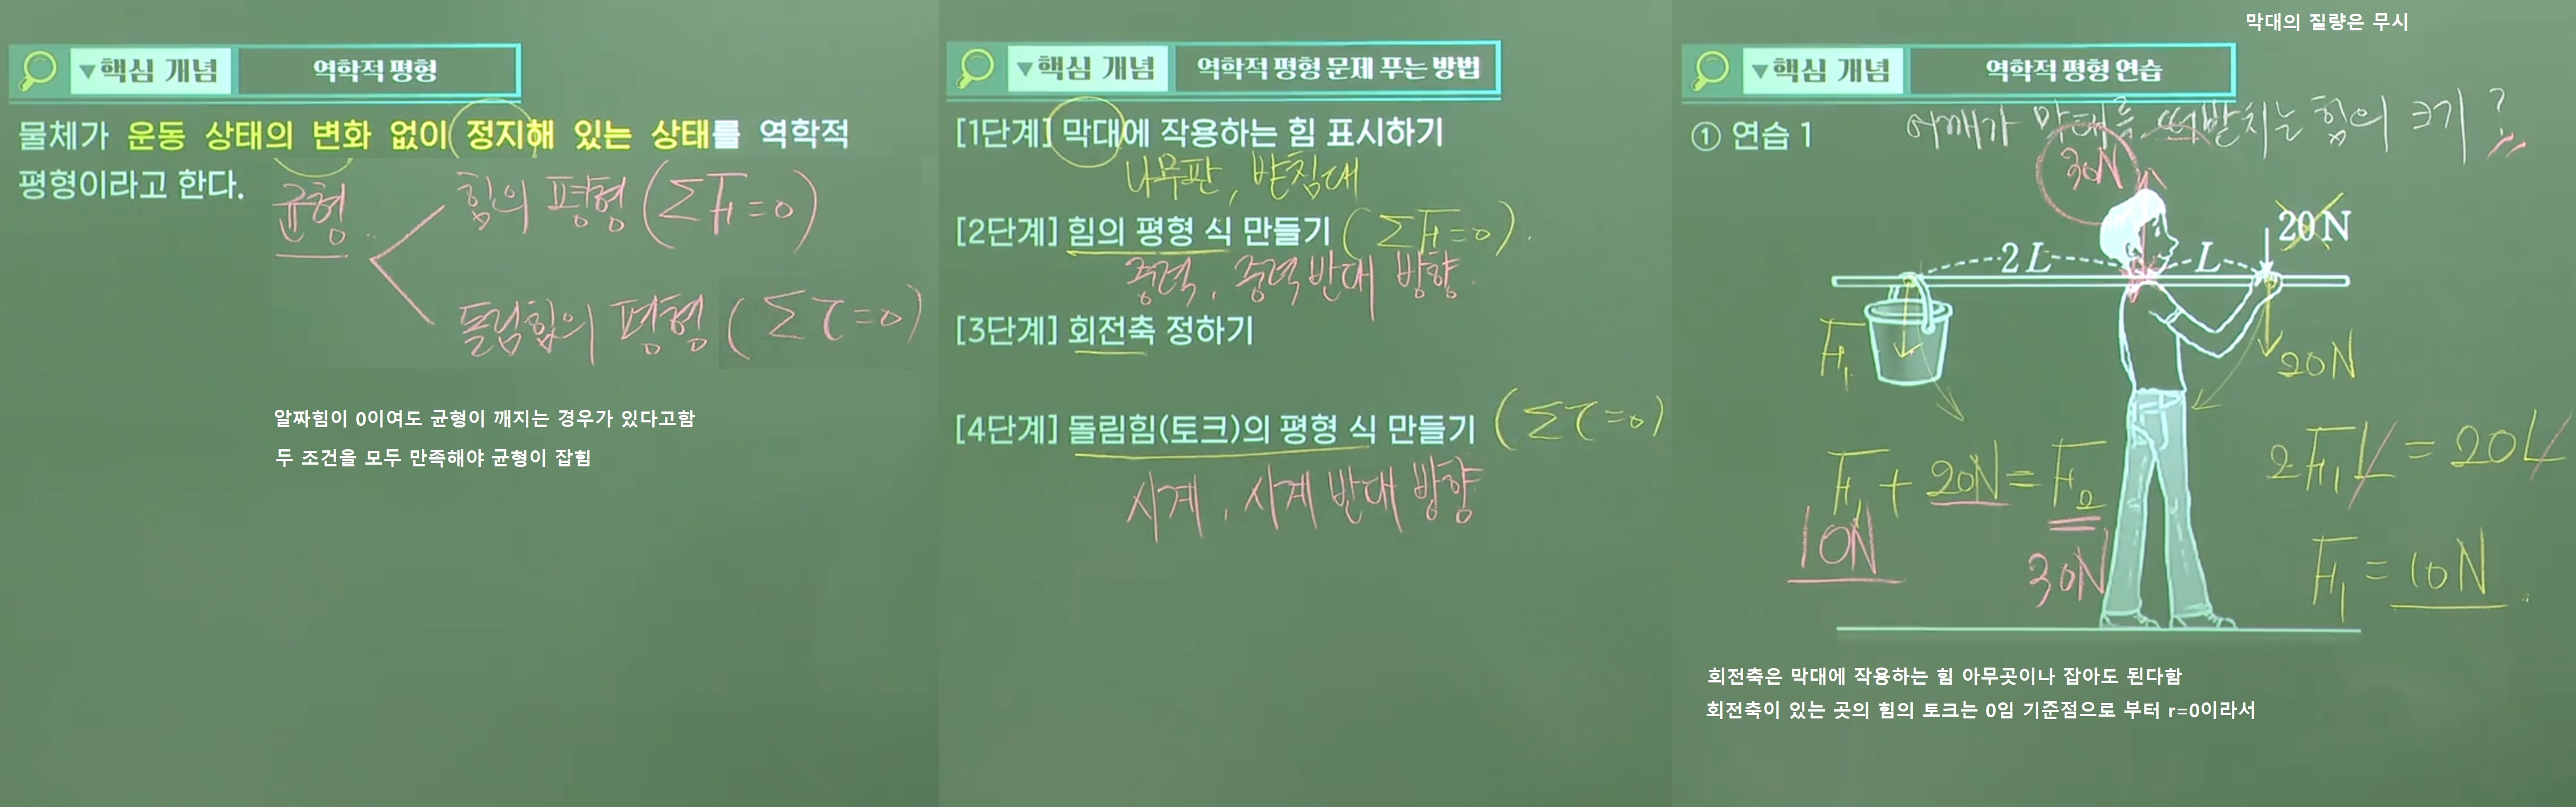 ▼핵심 개념 역학적 평형
물체가 운동 상태의 변화 없이 정지해 있는 상태를 역학적
평형이라고 한다.
균형
힘의 평형 (ΣF=0)
돌림힘의 평형 (Στ=0)
알짜힘이 0이여도 균형이 깨지는 경우가 있다고함
두 조건을 모두 만족해야 균형이 잡힘
▼핵심 개념 역학적 평형 문제 푸는 방법
[1단계] 막대에 작용하는 힘 표시하기
나무판, 받침대
[2단계] 힘의 평형 식 만들기 (ΣF=0).
중력, 중력 반대 방향.
[3단계] 회전축 정하기
[4단계] 돌림힘(토크)의 평형 식 만들기 (Στ=0)
시계, 시계 반대 방향
막대의 질량은 무시
▼핵심 개념 역학적 평형 연습
① 연습 1 어깨가 막대를 떠받치는 힘의 크기?
30N
20N
2L L
F₁
20N
F₁ + 20N = F₂
10N
30N
2F₁L = 20L
F₁ = 10N
회전축은 막대에 작용하는 힘 아무곳이나 잡아도 된다함
회전축이 있는 곳의 힘의 토크는 0임 기준점으로 부터 r=0이라서